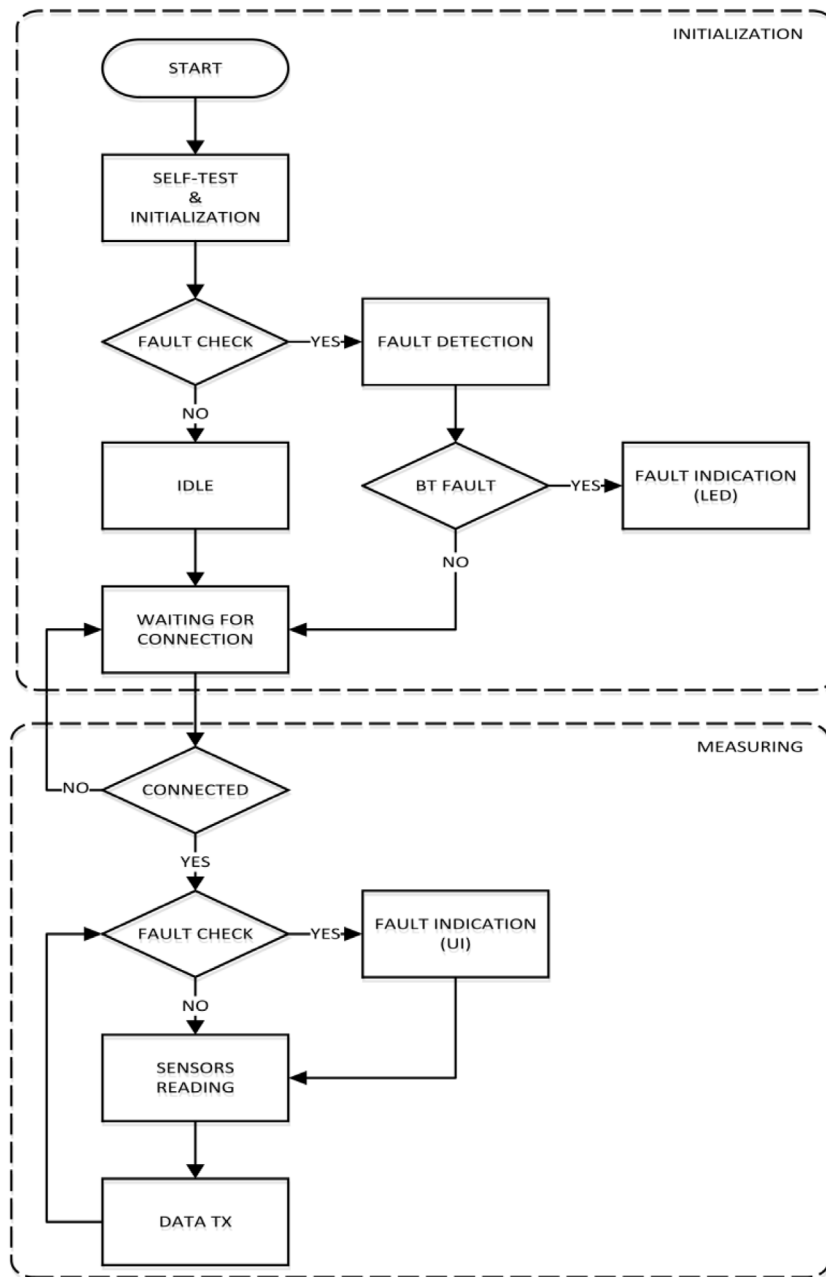 INITIALIZATION
START
SELF-TEST
&
INITIALIZATION
FAULT CHECK
YES
FAULT DETECTION
NO
IDLE
BT FAULT
YES
FAULT INDICATION
(LED)
NO
WAITING FOR
CONNECTION
MEASURING
NO
CONNECTED
YES
FAULT CHECK
YES
FAULT INDICATION
(UI)
NO
SENSORS
READING
DATA TX